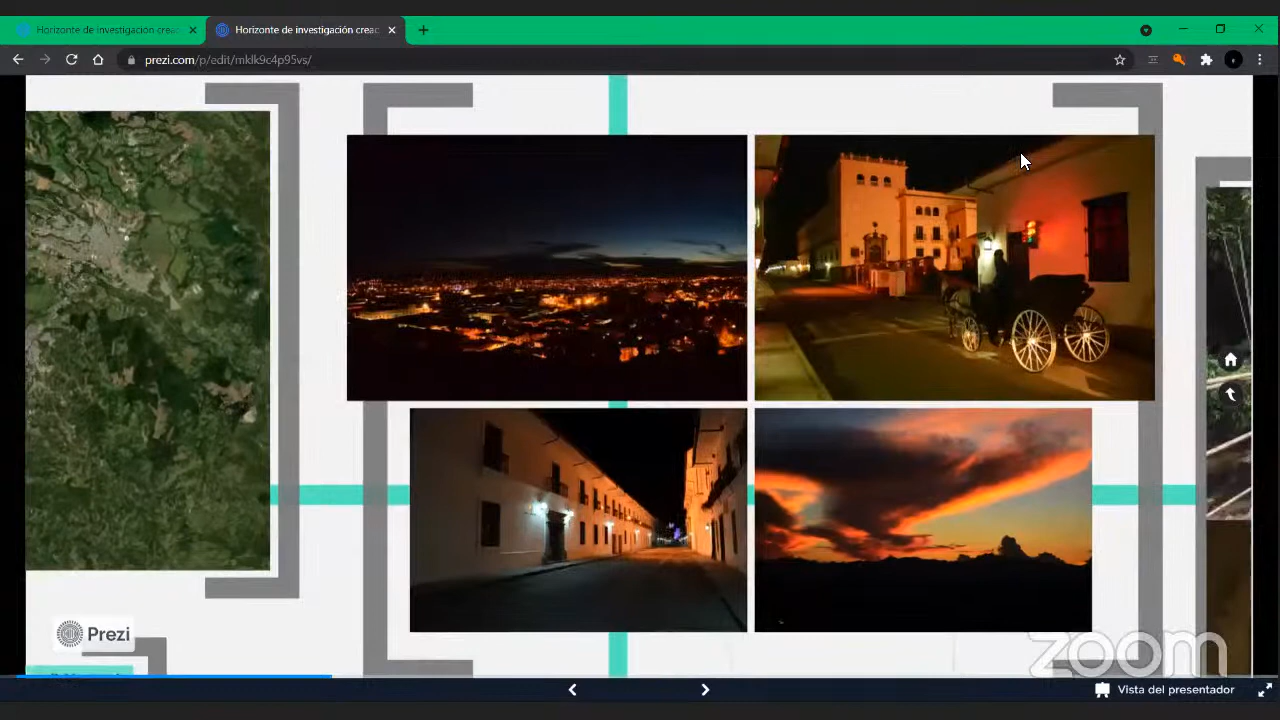 Horizonte de investigación creac
Horizonte de investigación creac
prezi.com/p/edit/mklk9c4p95vs/
Prezi
zoom
Vista del presentador